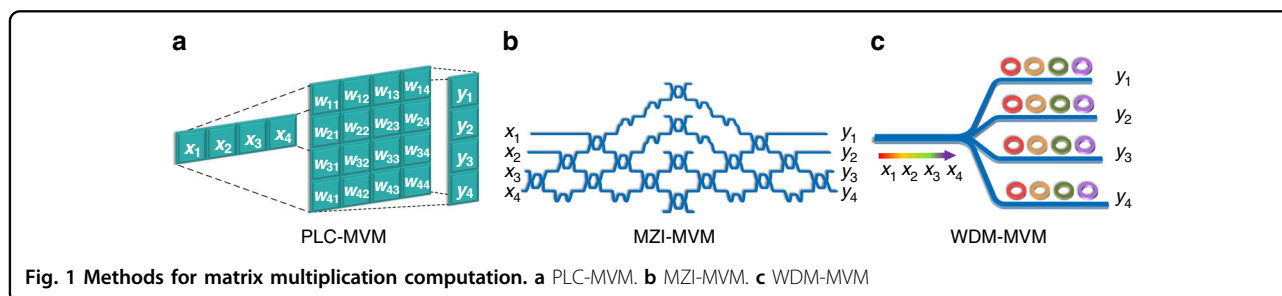 a
x1 x2 x3 x4
w11 w12 w13 w14
w21 w22 w23 w24
w31 w32 w33 w34
w41 w42 w43 w44
y1
y2
y3
y4
PLC-MVM
b
x1
x2
x3
x4
y1
y2
y3
y4
MZI-MVM
c
x1 x2 x3 x4
y1
y2
y3
y4
WDM-MVM
Fig. 1 Methods for matrix multiplication computation. a PLC-MVM. b MZI-MVM. c WDM-MVM